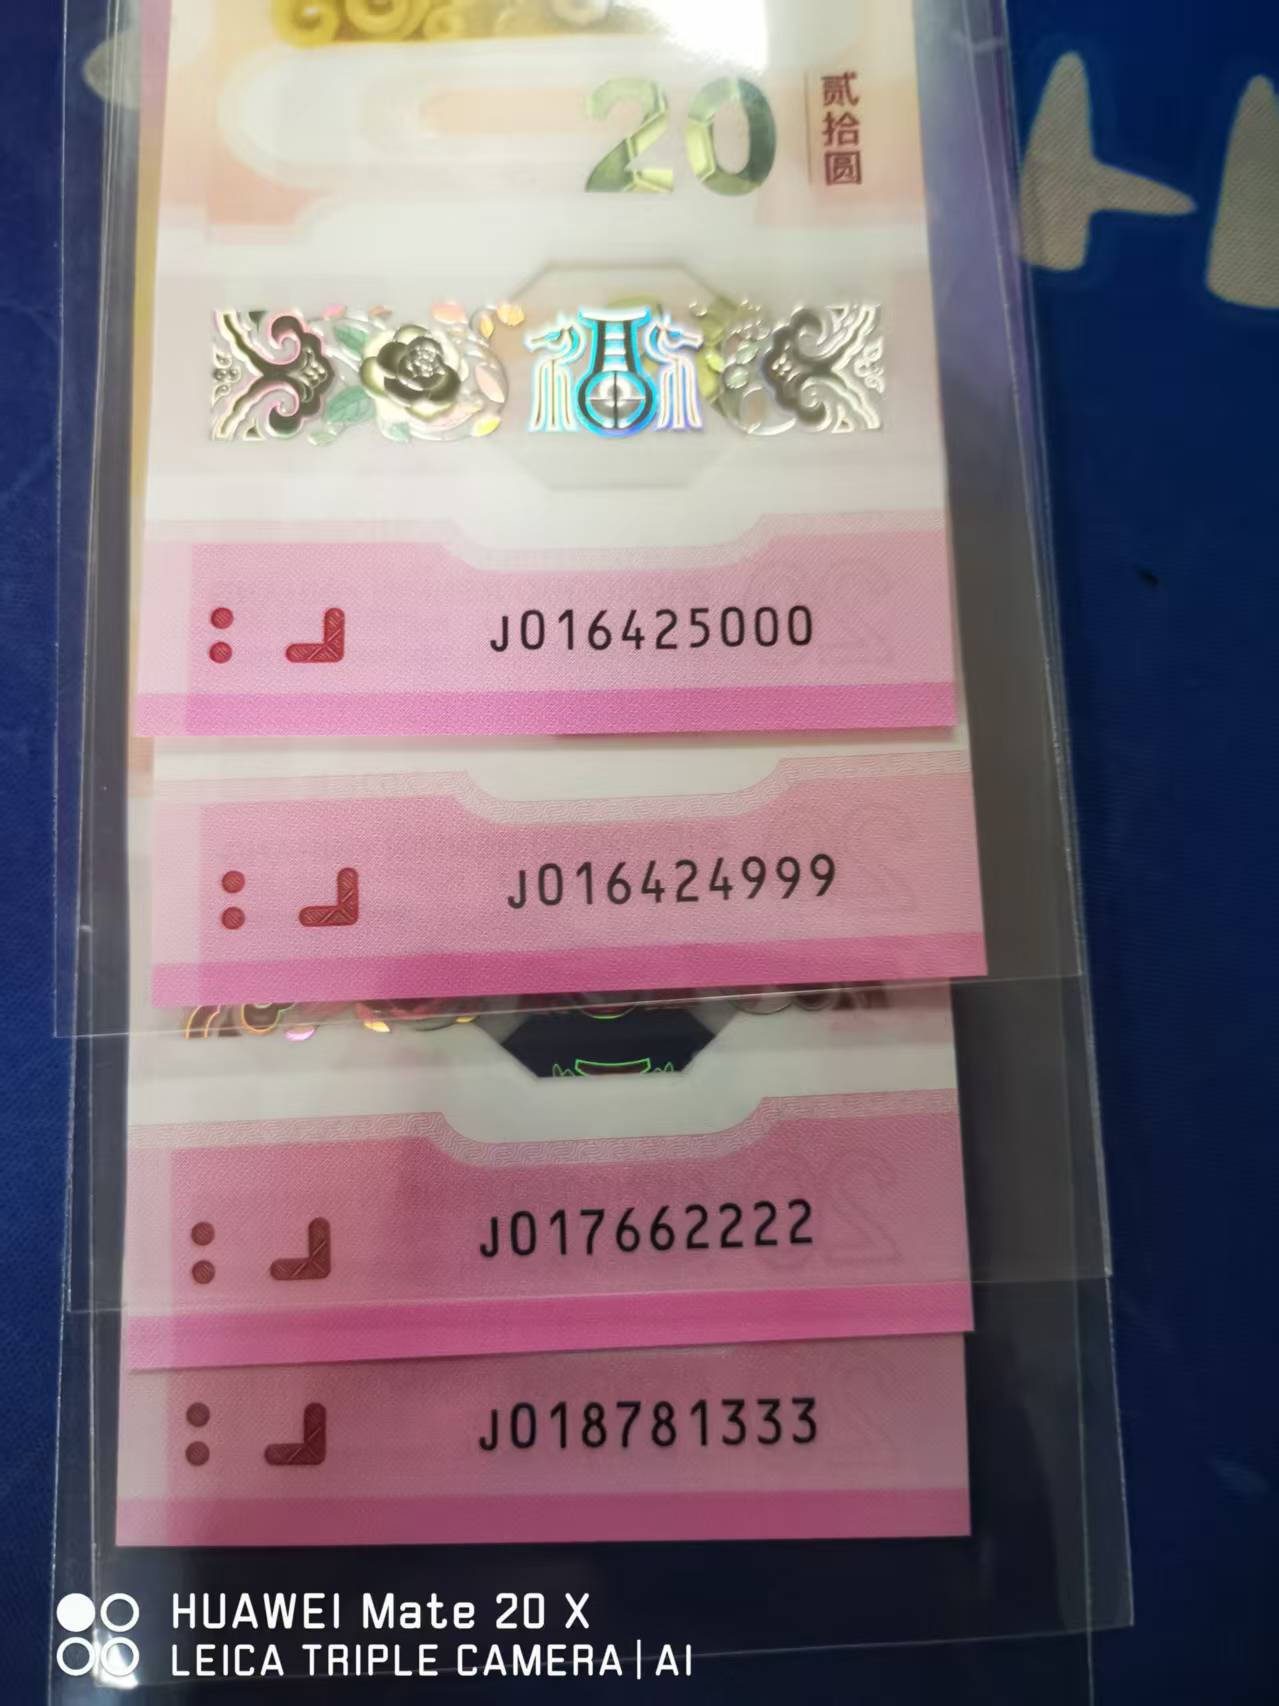 20
贰拾圆
J016425000
J016424999
J017662222
J018781333
HUAWEI Mate 20 X
LEICA TRIPLE CAMERA | AI